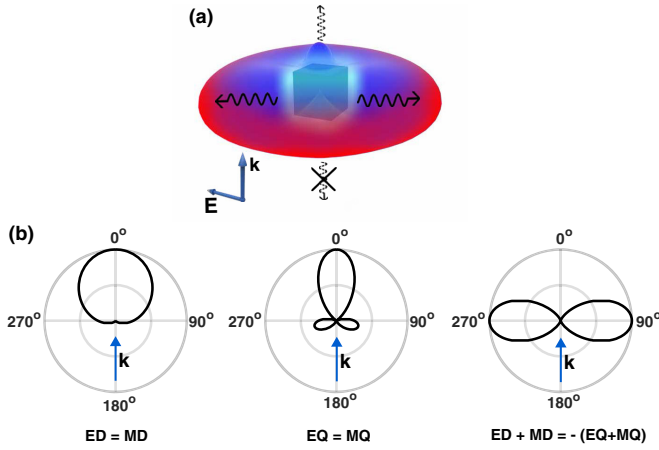 (a)
k
E
(b)
0° 0° 0°
270° 90° 270° 90° 270° 90°
k k k
180° 180° 180°
ED = MD EQ = MQ ED + MD = - (EQ+MQ)